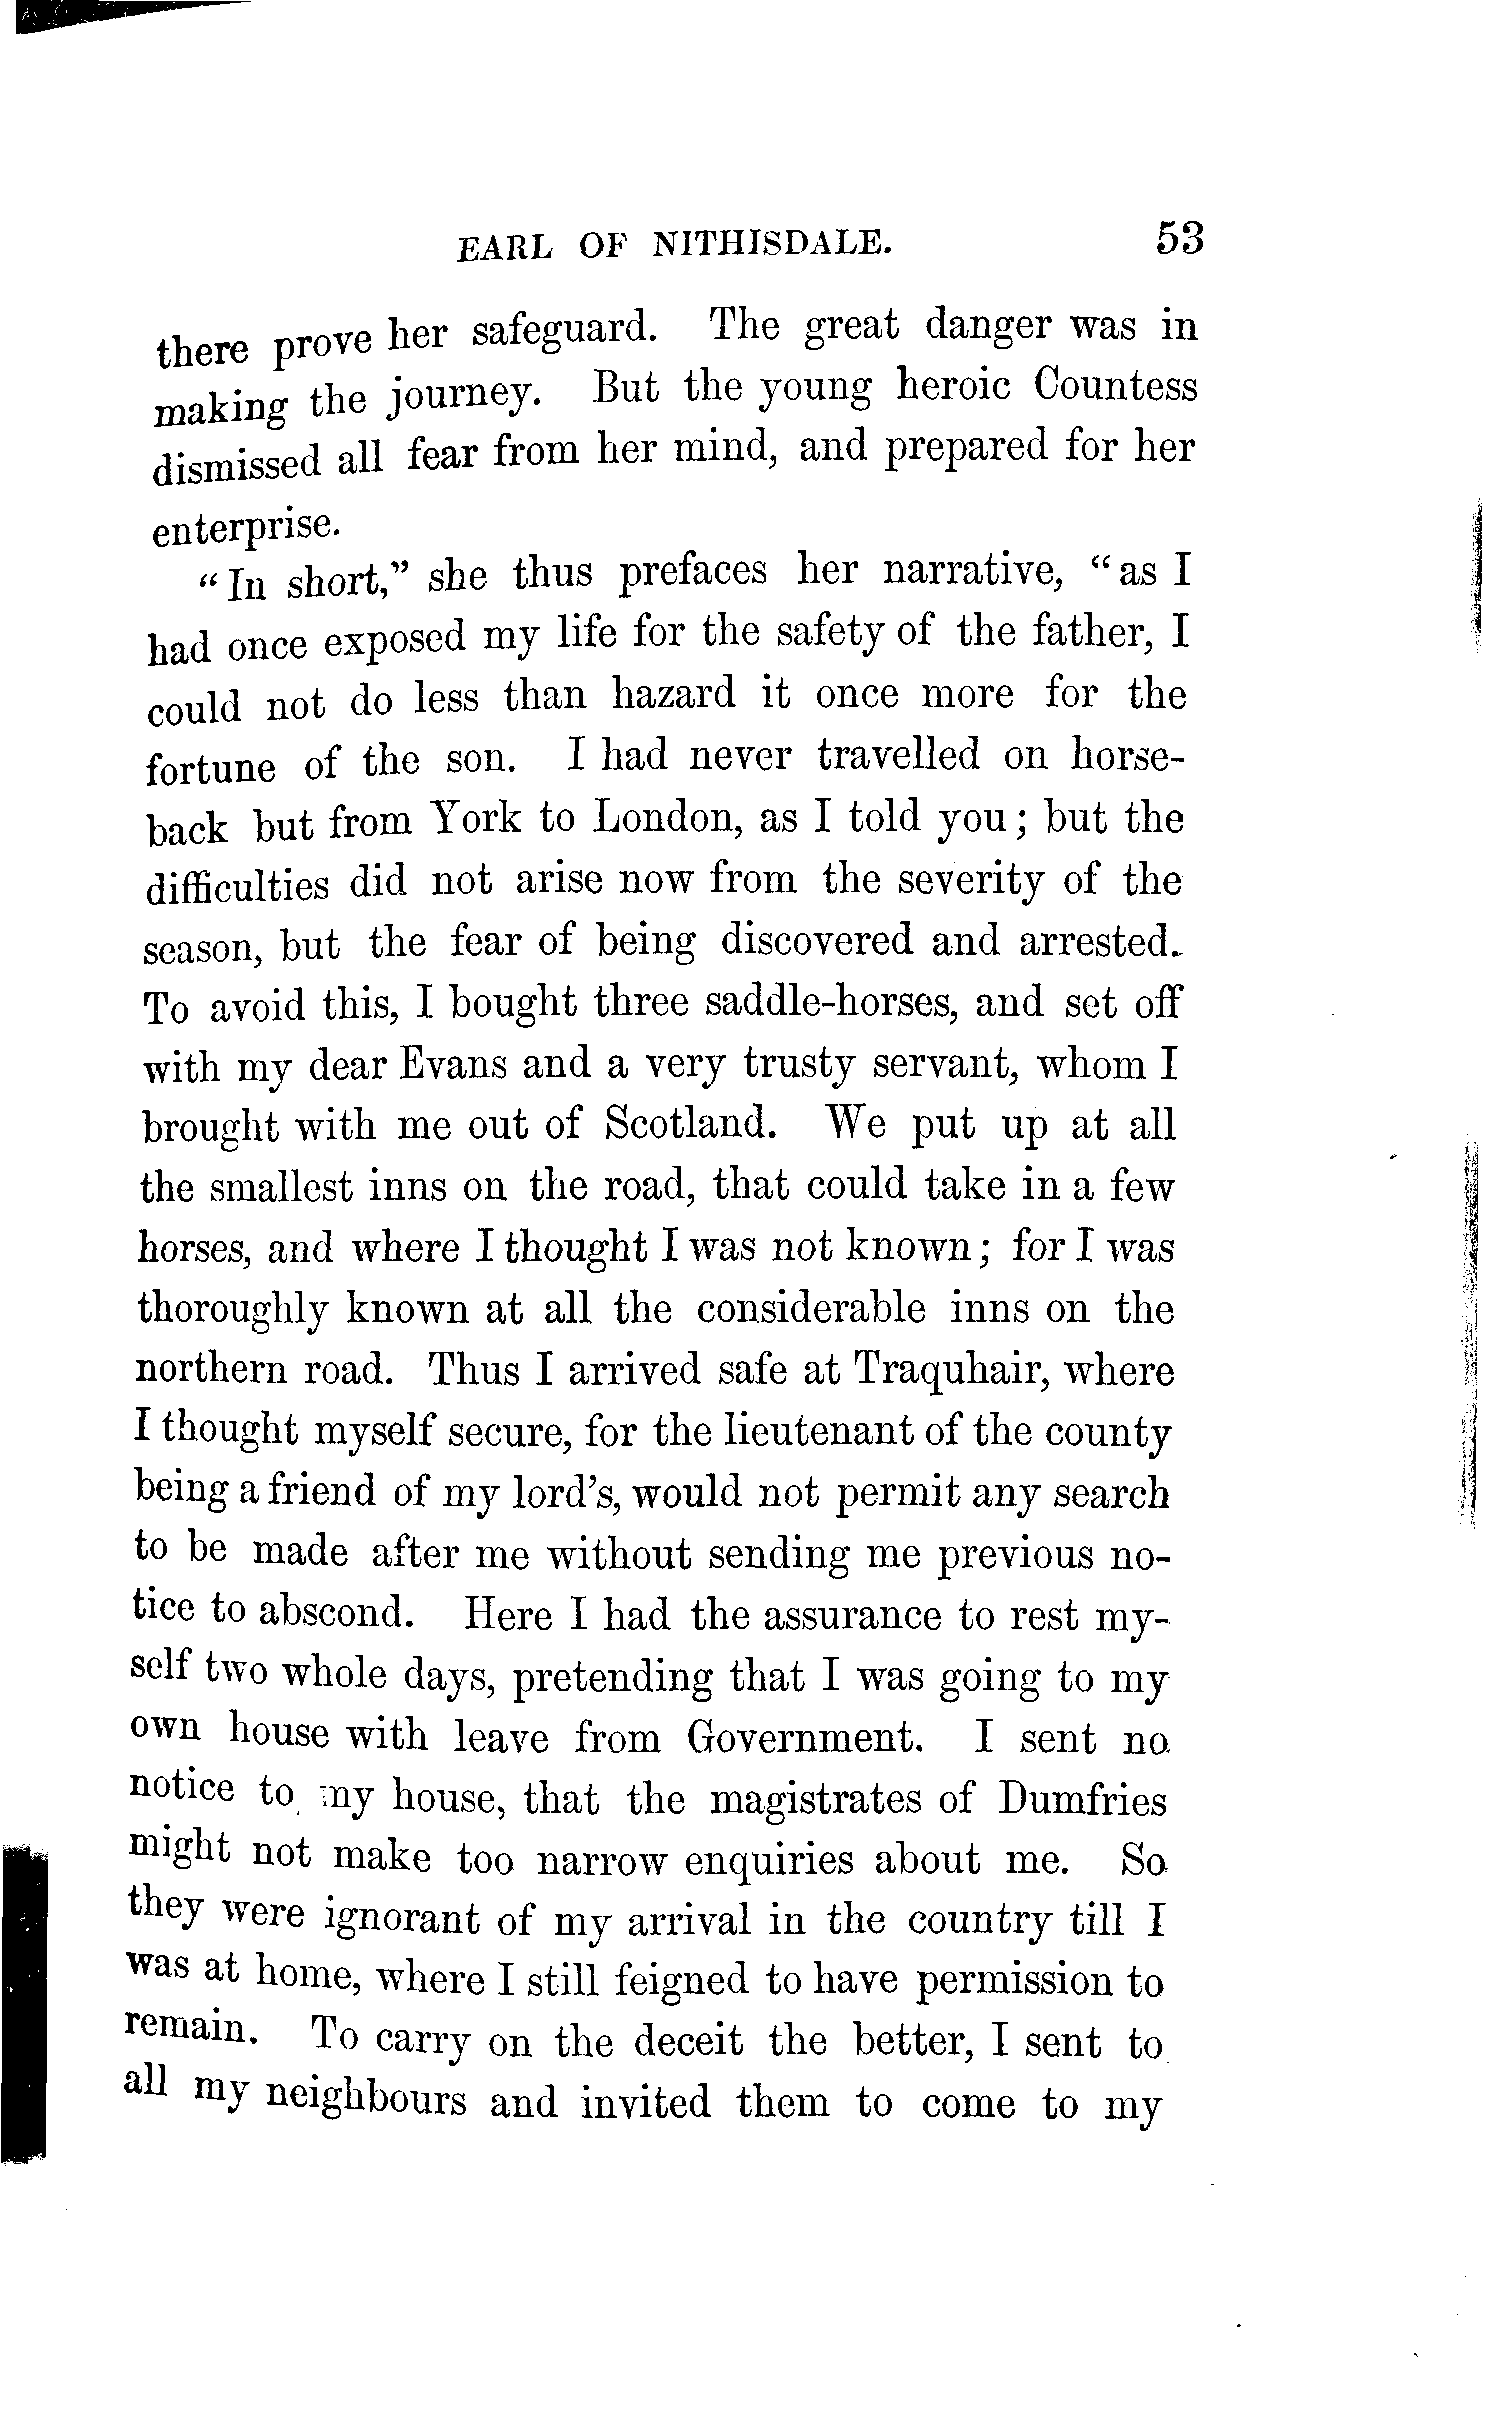 EARL OF NITHISDALE. 53
there prove her safeguard. The great danger was in
making the journey. But the young heroic Countess
dismissed all fear from her mind, and prepared for her
enterprise.
“In short,” she thus prefaces her narrative, “as I
had once exposed my life for the safety of the father, I
could not do less than hazard it once more for the
fortune of the son. I had never travelled on horse-
back but from York to London, as I told you; but the
difficulties did not arise now from the severity of the
season, but the fear of being discovered and arrested.
To avoid this, I bought three saddle-horses, and set off
with my dear Evans and a very trusty servant, whom I
brought with me out of Scotland. We put up at all
the smallest inns on the road, that could take in a few
horses, and where I thought I was not known; for I was
thoroughly known at all the considerable inns on the
northern road. Thus I arrived safe at Traquhair, where
I thought myself secure, for the lieutenant of the county
being a friend of my lord’s, would not permit any search
to be made after me without sending me previous no-
tice to abscond. Here I had the assurance to rest my-
self two whole days, pretending that I was going to my
own house with leave from Government. I sent no
notice to my house, that the magistrates of Dumfries
might not make too narrow enquiries about me. So
they were ignorant of my arrival in the country till I
was at home, where I still feigned to have permission to
remain. To carry on the deceit the better, I sent to
all my neighbours and invited them to come to my